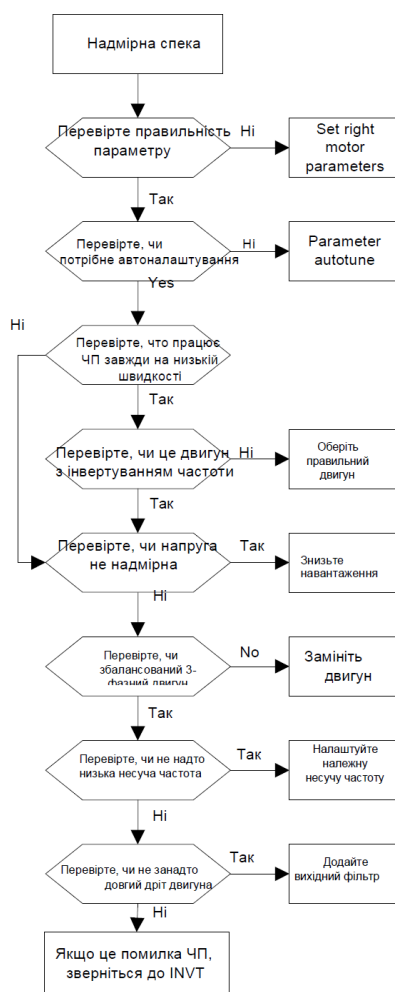 Надмірна спека
Перевірте правильність
параметру
Ні
Set right
motor
parameters
Так
Перевірте, чи
потрібне автоналаштування
Ні
Parameter
autotune
Yes
Ні
Перевірте, что працює
ЧП завжди на низькій
швидкості
Так
Перевірте, чи це двигун
з інвертуванням частоти
Ні
Оберіть
правильний
двигун
Так
Перевірте, чи напруга
не надмірна
Так
Знизьте
навантаження
Ні
Перевірте, чи
збалансований 3-
фазний двигун
No
Замініть
двигун
Так
Перевірте, чи не надто
низька несуча частота
Так
Налаштуйте
належну
несучу частоту
Ні
Перевірте, чи не занадто
довгий дріт двигуна
Так
Додайте
вихідний фільтр
Ні
Якщо це помилка ЧП,
зверніться до INVT